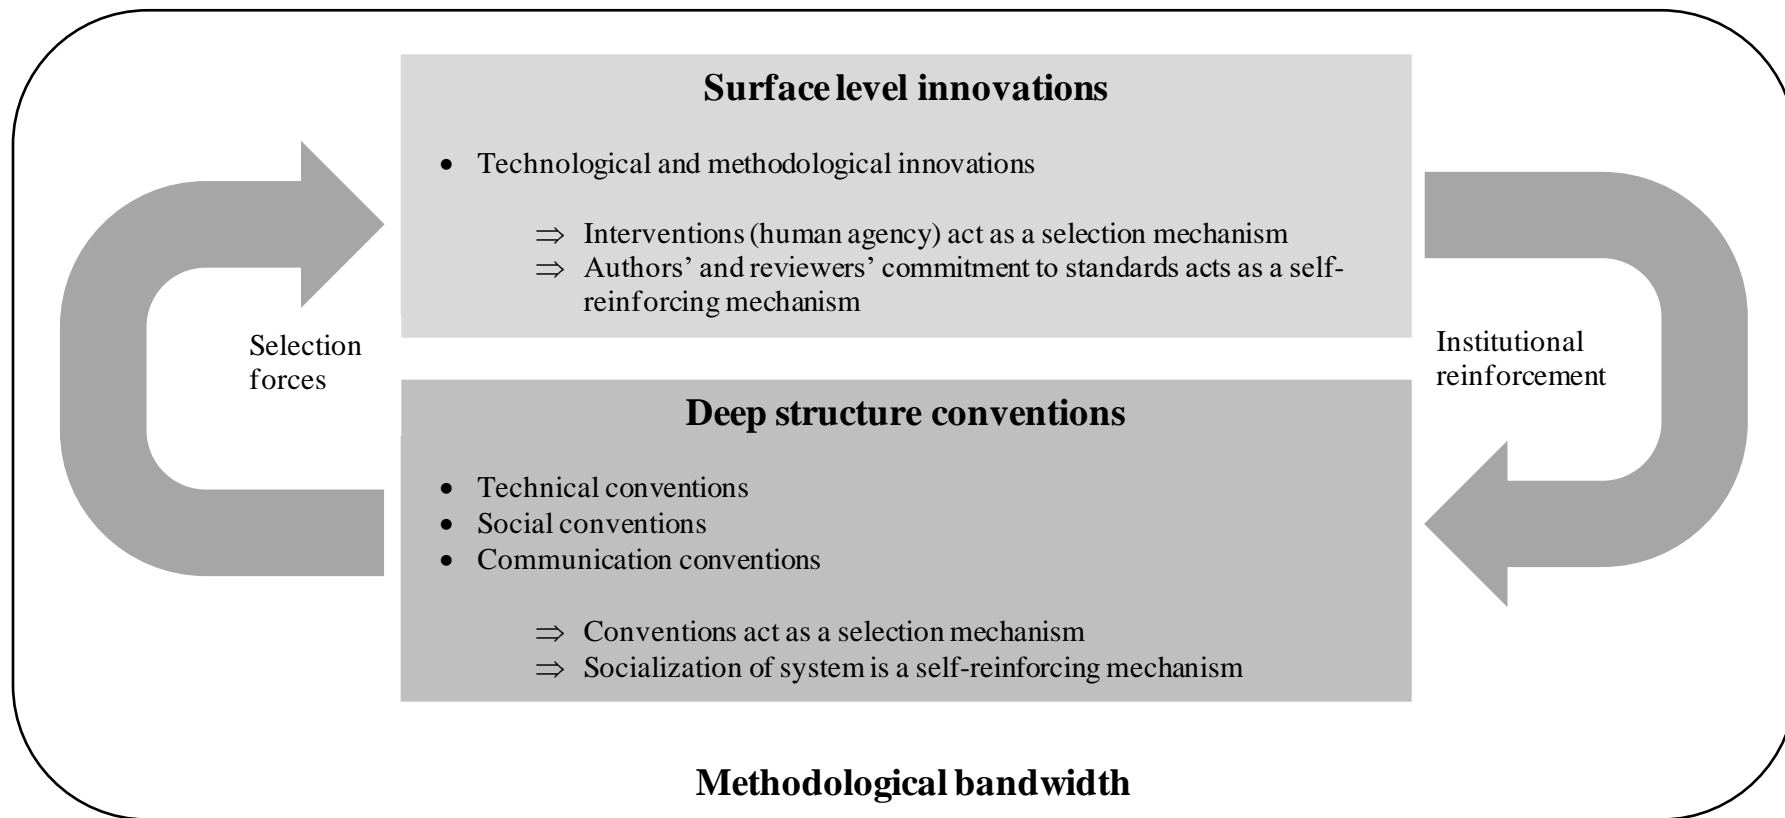 Surface level innovations
• Technological and methodological innovations
⇒ Interventions (human agency) act as a selection mechanism
⇒ Authors’ and reviewers’ commitment to standards acts as a self-
reinforcing mechanism
Selection
forces
Institutional
reinforcement
Deep structure conventions
• Technical conventions
• Social conventions
• Communication conventions
⇒ Conventions act as a selection mechanism
⇒ Socialization of system is a self-reinforcing mechanism
Methodological bandwidth